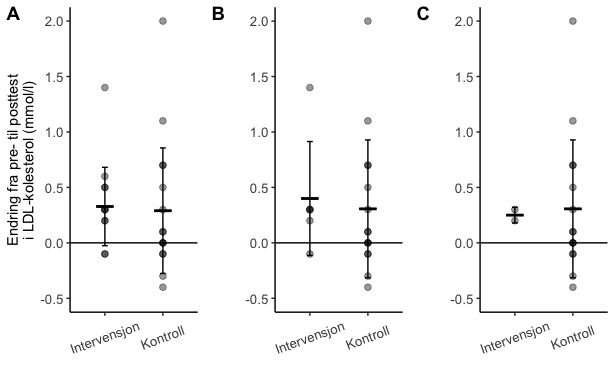 A
B
C
Endring fra pre- til posttest
i LDL-kolesterol (mmol/l)
2.0
1.5
1.0
0.5
0.0
-0.5
Intervensjon
Kontroll
2.0
1.5
1.0
0.5
0.0
-0.5
Intervensjon
Kontroll
2.0
1.5
1.0
0.5
0.0
-0.5
Intervensjon
Kontroll